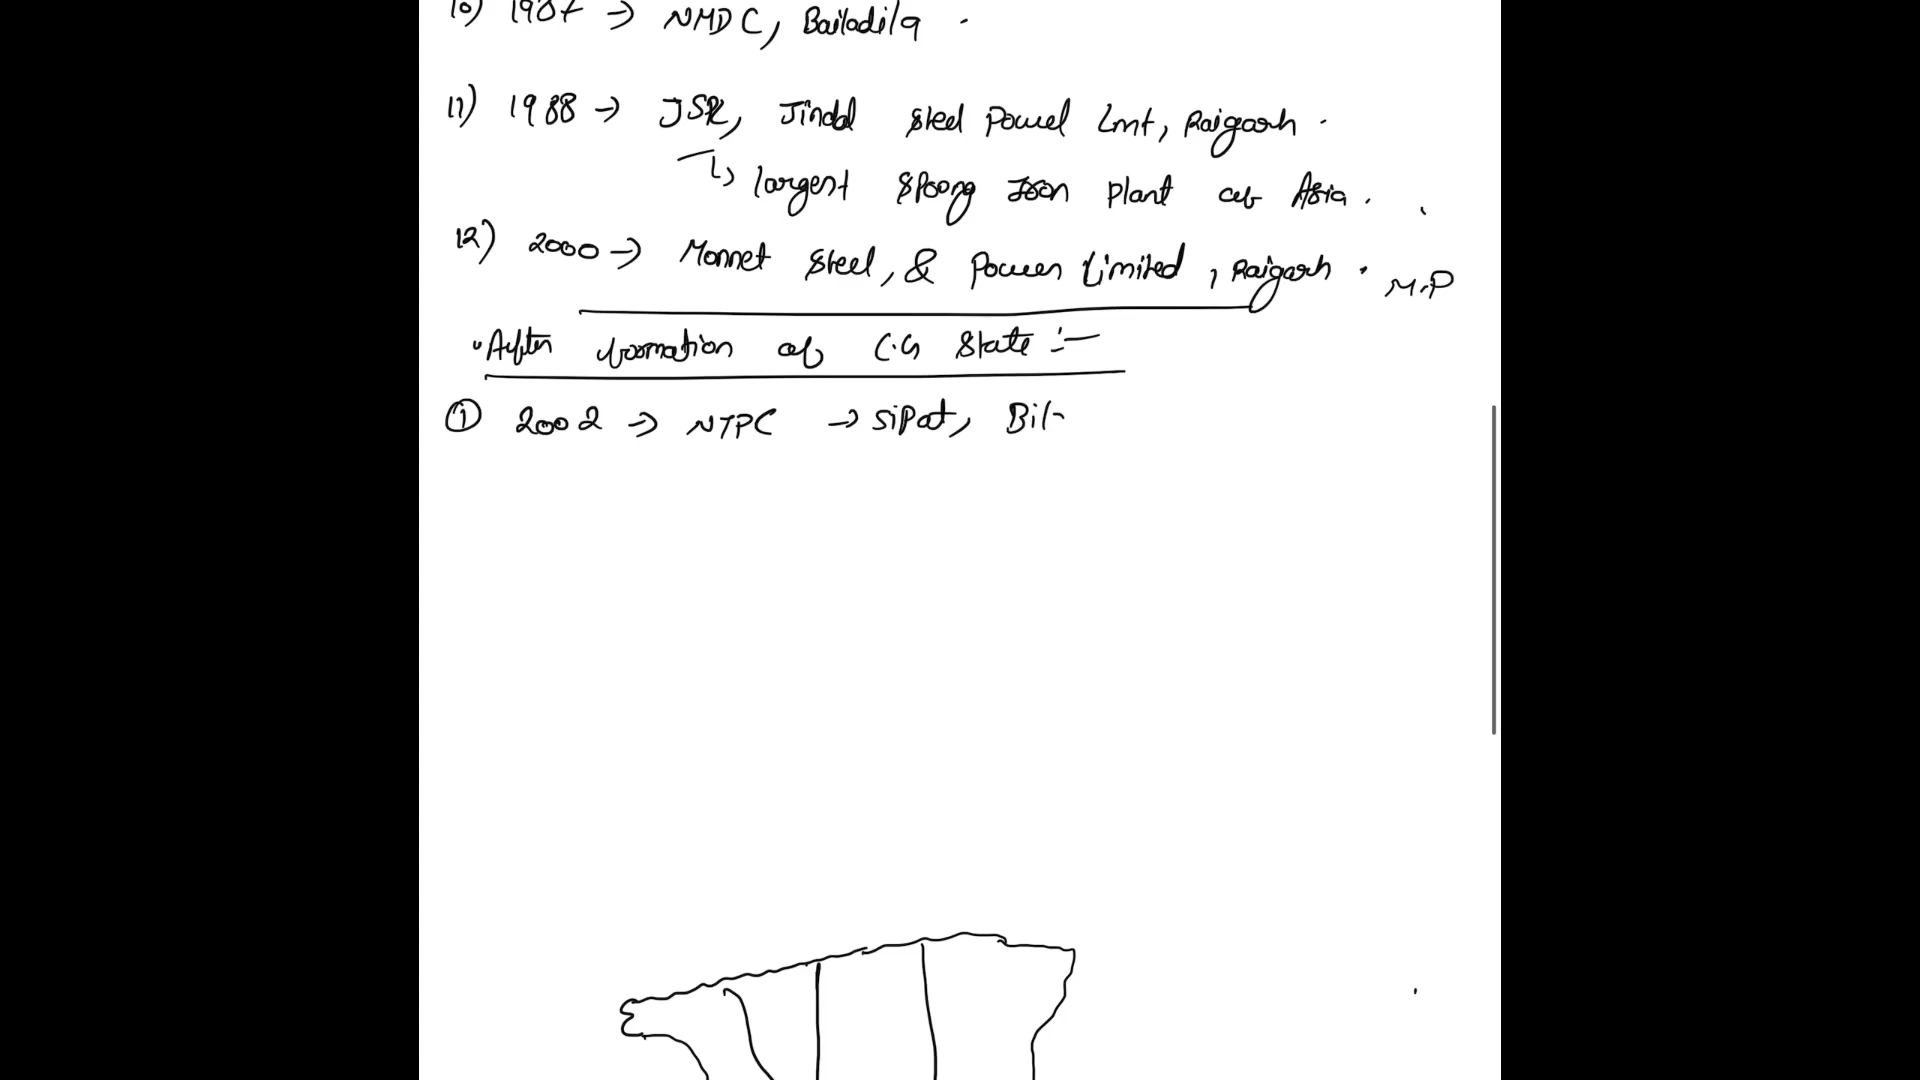 10) 1987 → NMDC, Bailadila .
11) 1988 → JSPL, Jindal Steel Power Lmt, Raigarh .
↳ largest Spong Iron Plant of Asia .
12) 2000 → Monnet Steel, & Power Limited, Raigarh . M.P
• After formation of C.G State :-
① 2002 → NTPC → Sipat, Bil-